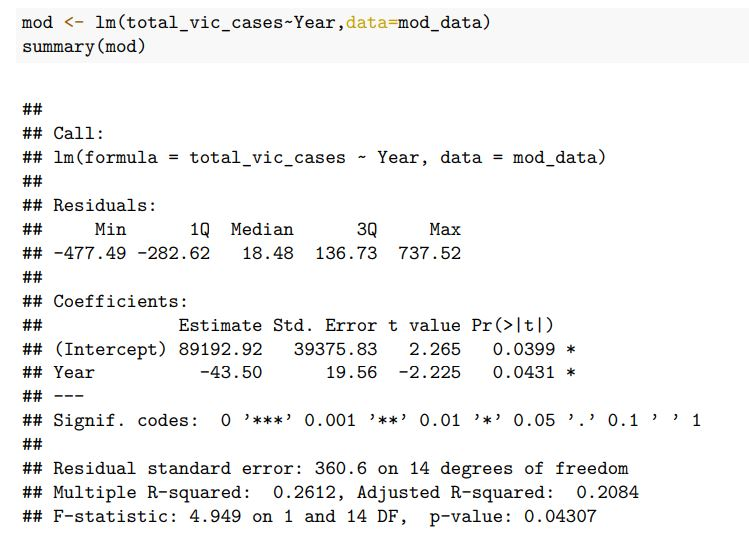 mod <- lm(total_vic_cases~Year,data=mod_data)
summary(mod)
##
## Call:
## lm(formula = total_vic_cases ~ Year, data = mod_data)
##
## Residuals:
##     Min      1Q  Median      3Q     Max
## -477.49 -282.62   18.48  136.73  737.52
##
## Coefficients:
##             Estimate Std. Error t value Pr(>|t|)
## (Intercept) 89192.92   39375.83   2.265   0.0399 *
## Year          -43.50      19.56  -2.225   0.0431 *
## ---
## Signif. codes:  0 '***' 0.001 '**' 0.01 '*' 0.05 '.' 0.1 ' ' 1
##
## Residual standard error: 360.6 on 14 degrees of freedom
## Multiple R-squared:  0.2612, Adjusted R-squared:  0.2084
## F-statistic: 4.949 on 1 and 14 DF,  p-value: 0.04307